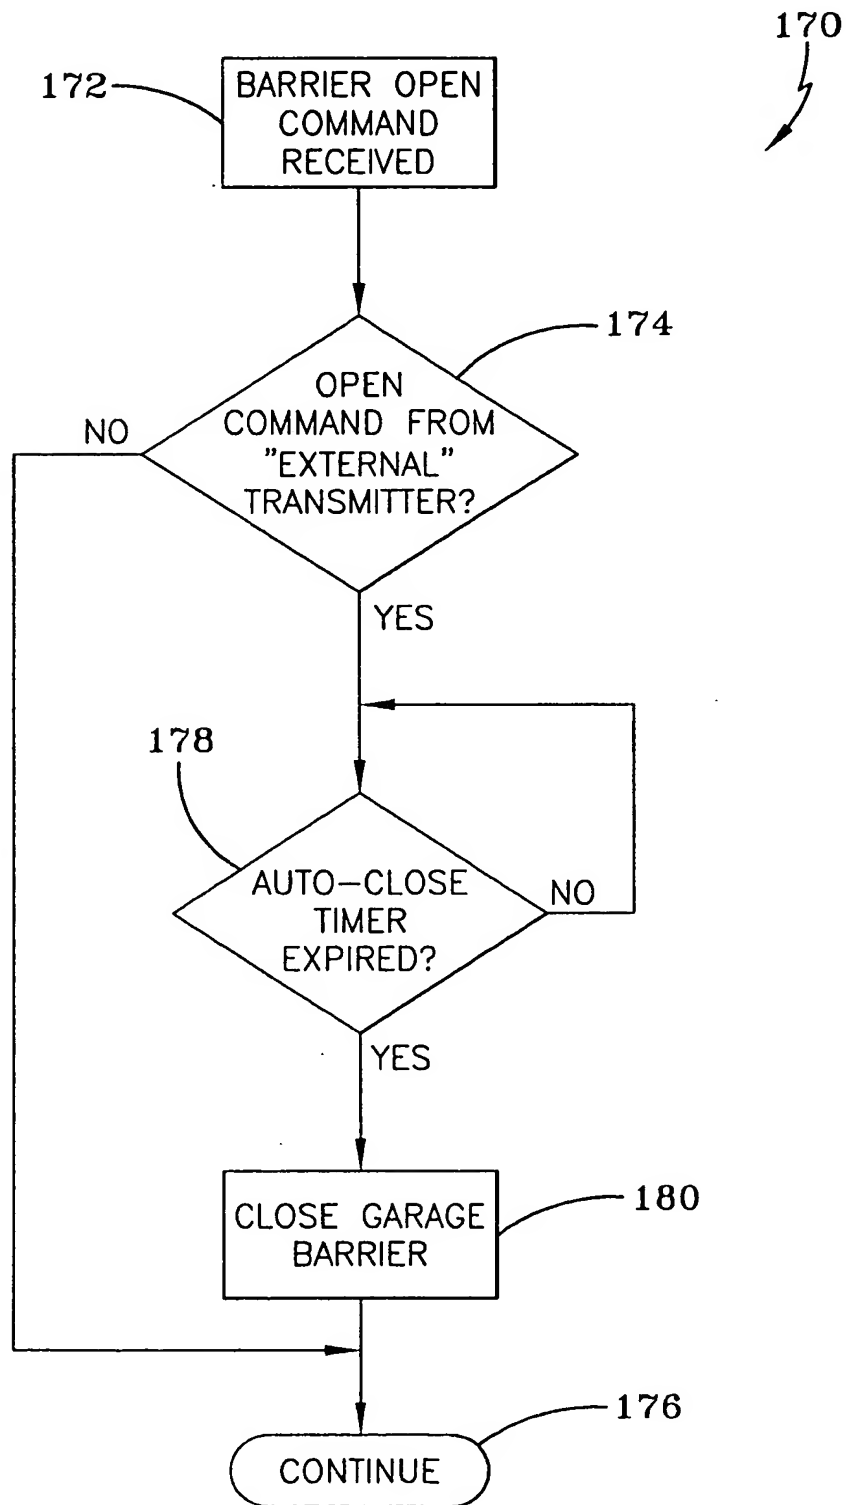 170
172
BARRIER OPEN
COMMAND
RECEIVED
174
OPEN
COMMAND FROM
"EXTERNAL"
TRANSMITTER?
NO
YES
178
AUTO-CLOSE
TIMER
EXPIRED?
NO
YES
CLOSE GARAGE
BARRIER
180
176
CONTINUE